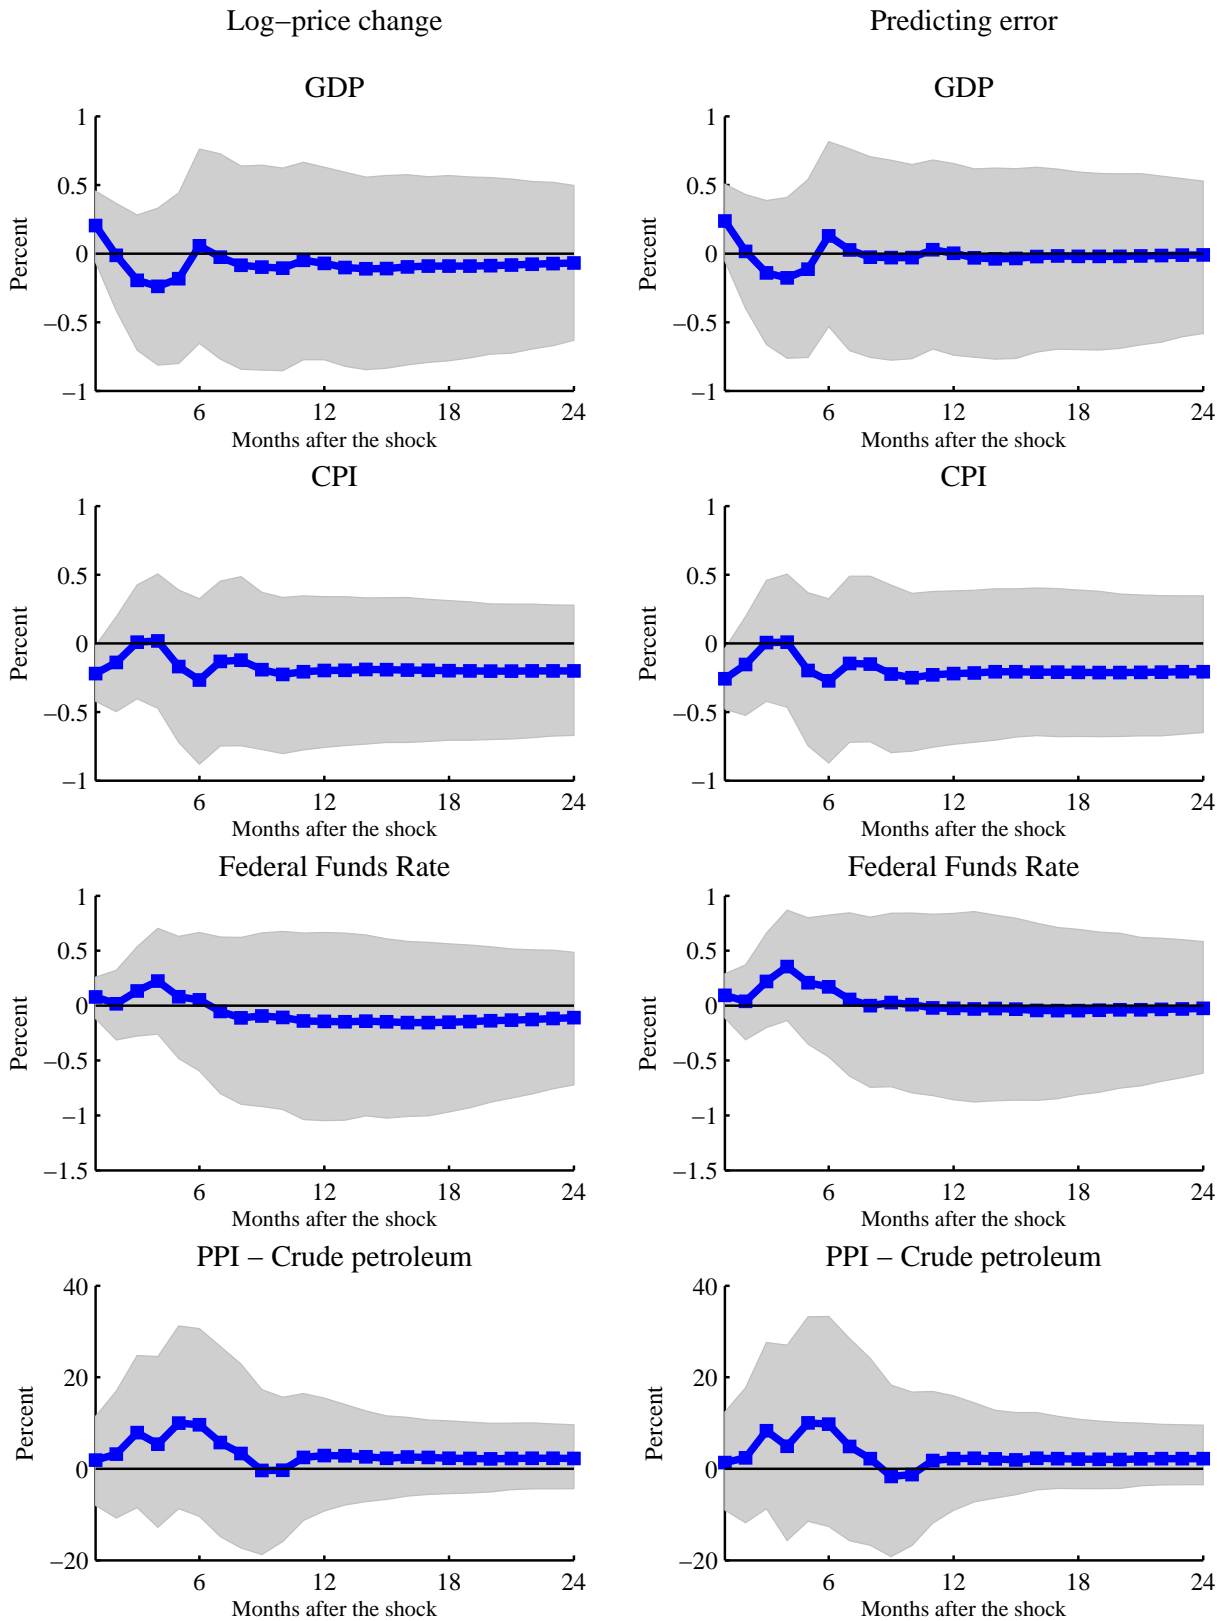 Log−price change
Predicting error
GDP
1
0.5
0
−0.5
−1
Percent
6 12 18 24
Months after the shock
GDP
1
0.5
0
−0.5
−1
Percent
6 12 18 24
Months after the shock
CPI
1
0.5
0
−0.5
−1
Percent
6 12 18 24
Months after the shock
CPI
1
0.5
0
−0.5
−1
Percent
6 12 18 24
Months after the shock
Federal Funds Rate
1
0.5
0
−0.5
−1
−1.5
Percent
6 12 18 24
Months after the shock
Federal Funds Rate
1
0.5
0
−0.5
−1
−1.5
Percent
6 12 18 24
Months after the shock
PPI − Crude petroleum
40
20
0
−20
Percent
6 12 18 24
Months after the shock
PPI − Crude petroleum
40
20
0
−20
Percent
6 12 18 24
Months after the shock